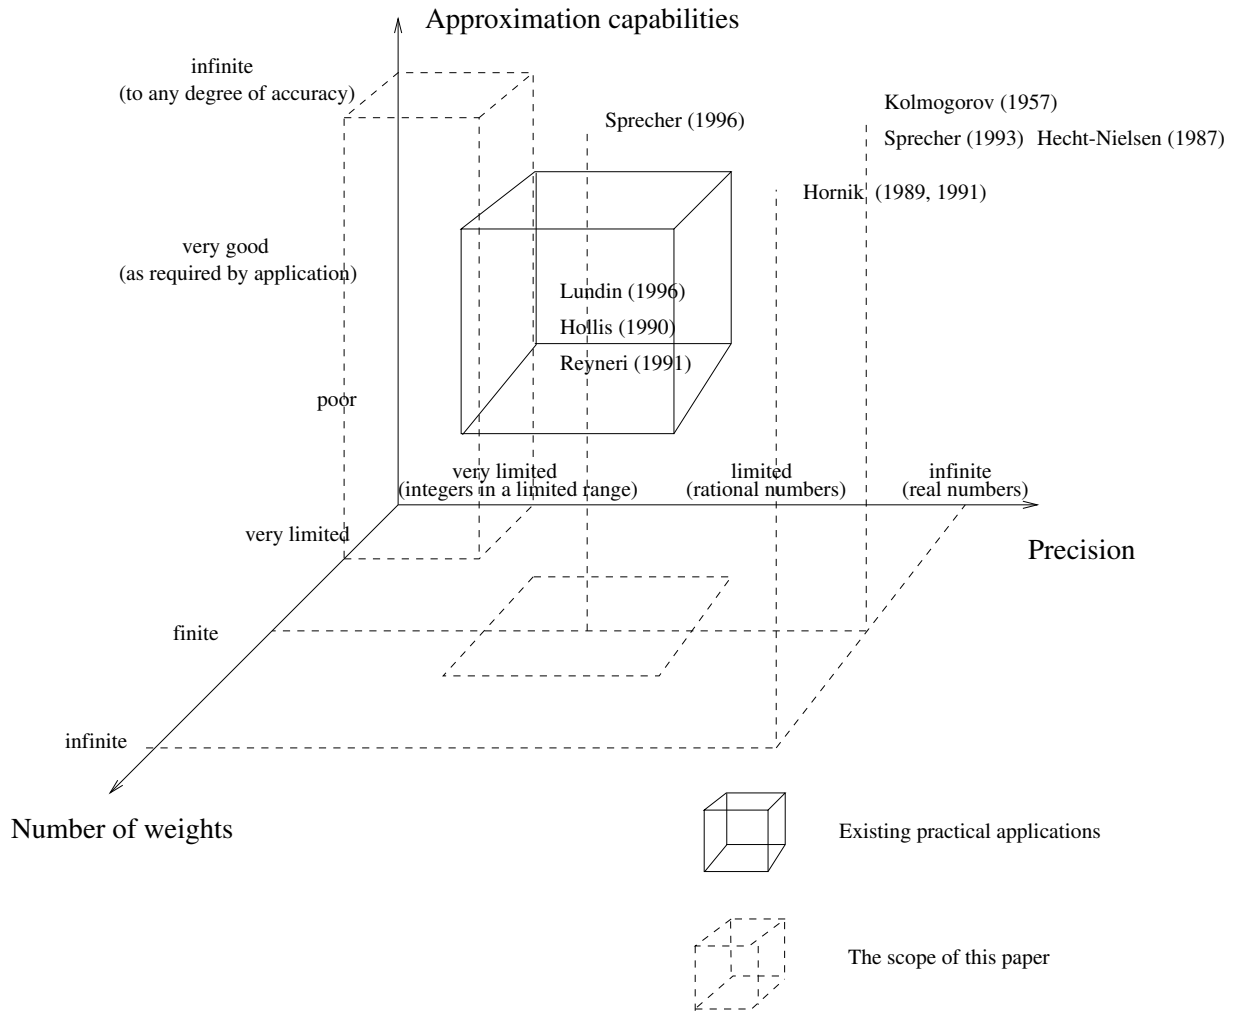 Approximation capabilities
infinite
(to any degree of accuracy)
Kolmogorov (1957)
Sprecher (1996)
Sprecher (1993) Hecht-Nielsen (1987)
Hornik (1989, 1991)
very good
(as required by application)
Lundin (1996)
Hollis (1990)
Reyneri (1991)
poor
very limited
(integers in a limited range)
limited
(rational numbers)
infinite
(real numbers)
very limited
Precision
finite
infinite
Number of weights
Existing practical applications
The scope of this paper